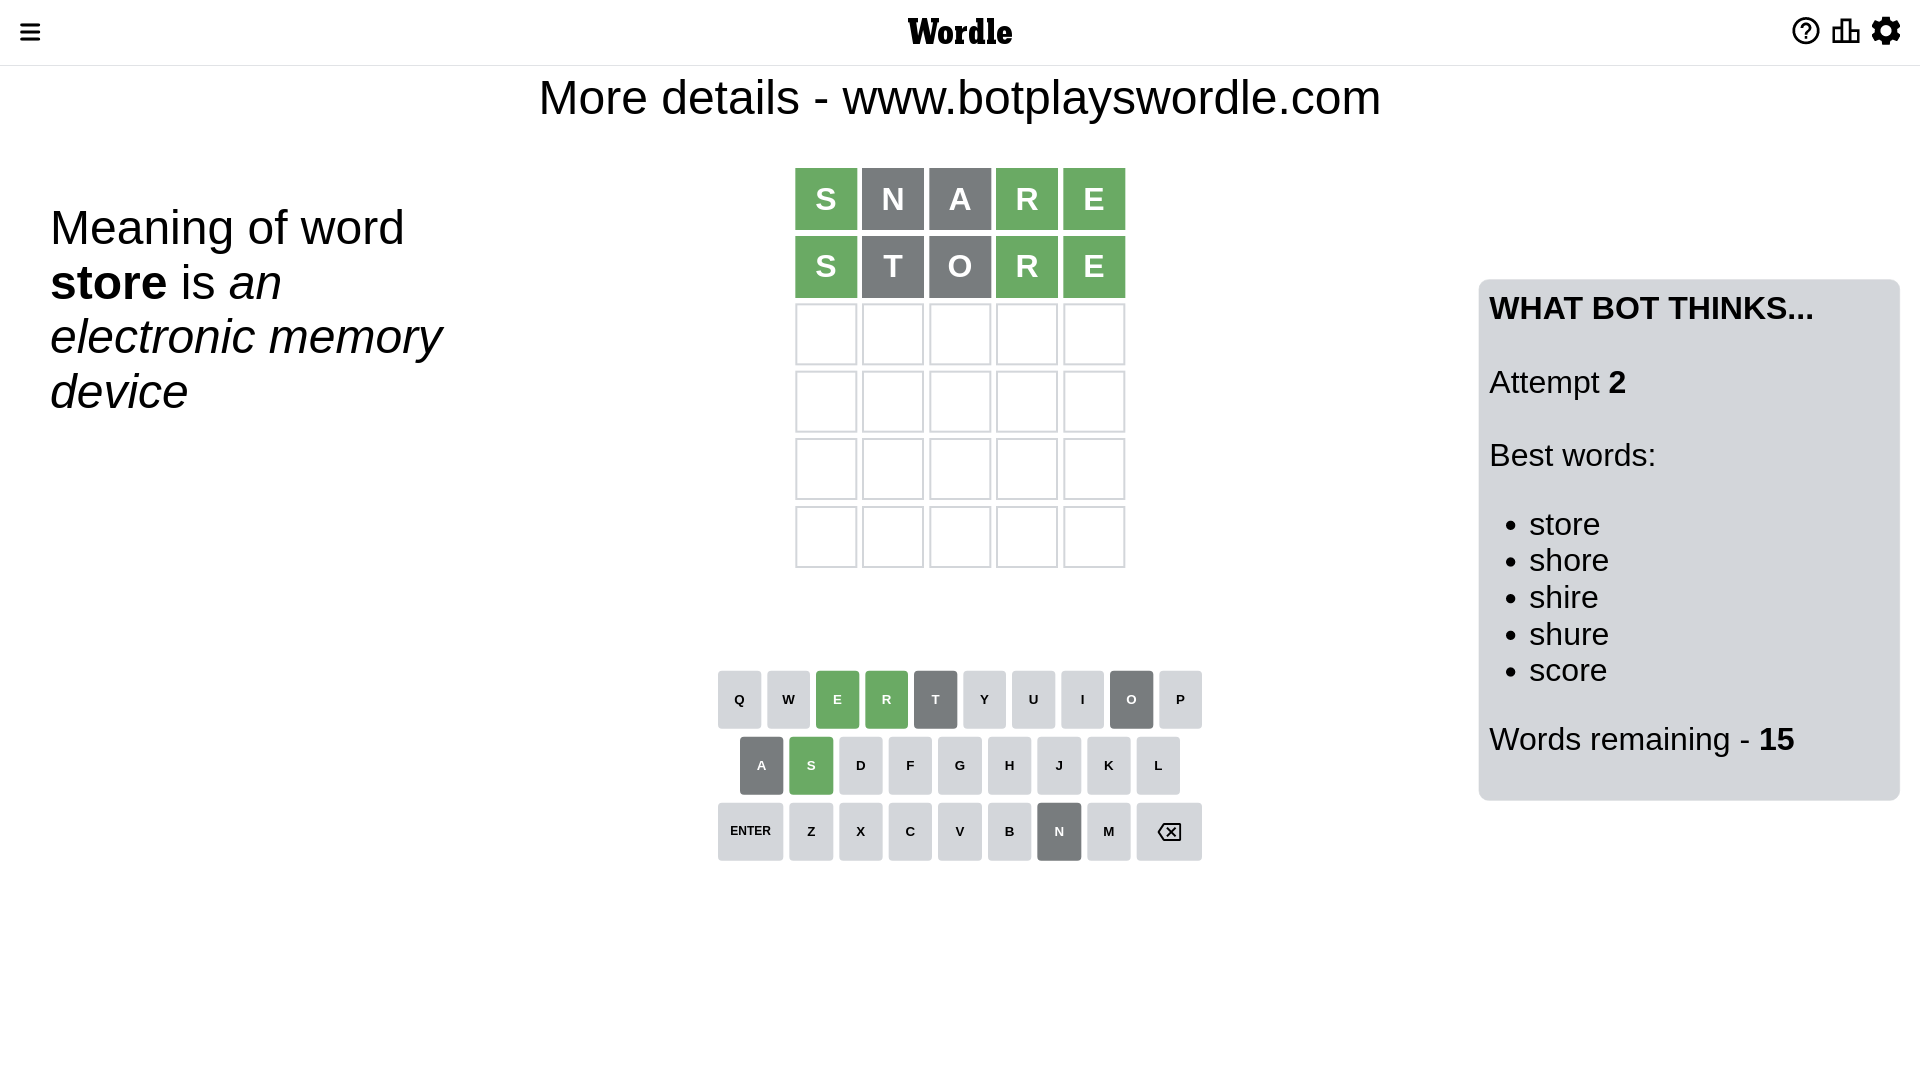 Wordle
More details - www.botplayswordle.com
Meaning of word
store is an
electronic memory
device
S N A R E
S T O R E
WHAT BOT THINKS...
Attempt 2
Best words:
• store
• shore
• shire
• shure
• score
Words remaining - 15
Q W E R T Y U I O P
A S D F G H J K L
ENTER Z X C V B N M